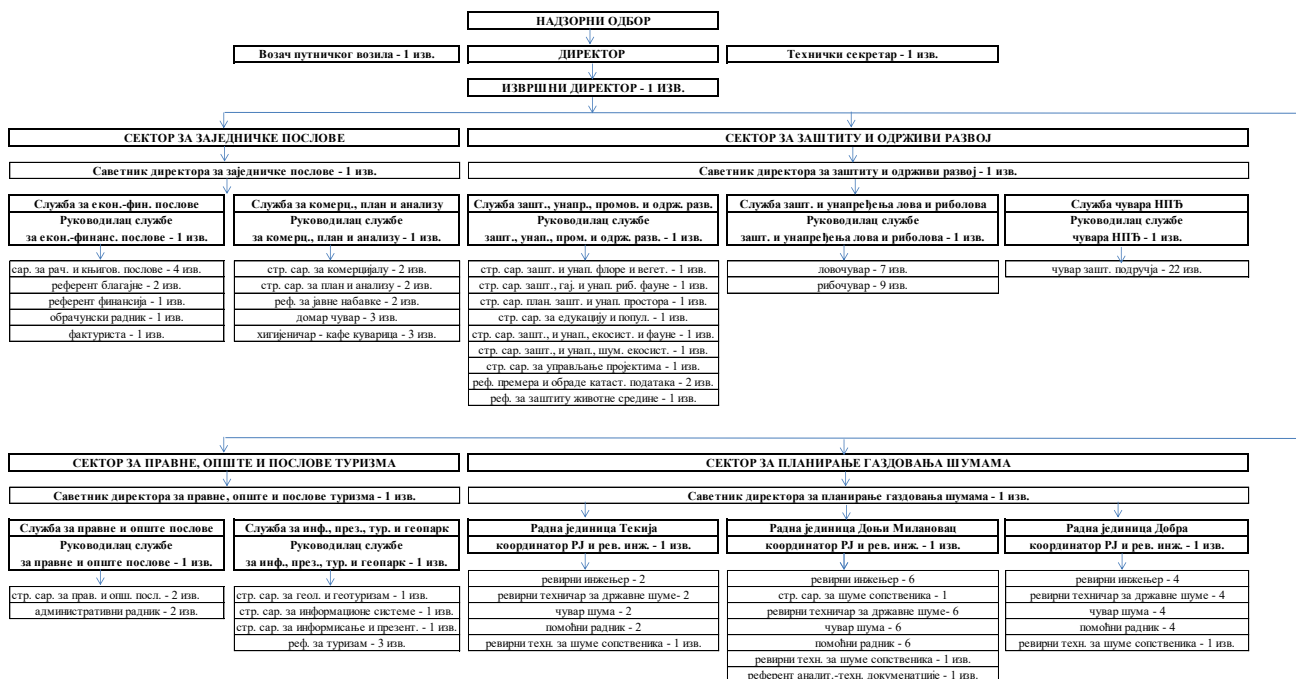 НАДЗОРНИ ОДБОР
Возач путничког возила - 1 изв.
ДИРЕКТОР
Технички секретар - 1 изв.
ИЗВРШНИ ДИРЕКТОР - 1 ИЗВ.
СЕКТОР ЗА ЗАЈЕДНИЧКЕ ПОСЛОВЕ
Саветник директора за заједничке послове - 1 изв.
Служба за екон.-фин. послове
Руководилац службе
за екон.-финанс. послове - 1 изв.
сар. за рач. и књигов. послове - 4 изв.
референт благајне - 2 изв.
референт финансија - 1 изв.
обрачунски радник - 1 изв.
фактуриста - 1 изв.
Служба за комерц., план и анализу
Руководилац службе
за комерц., план и анализу - 1 изв.
стр. сар. за комерцијалу - 2 изв.
стр. сар. за план и анализу - 2 изв.
реф. за јавне набавке - 2 изв.
домар чувар - 3 изв.
хигијеничар - кафе куварица - 3 изв.
СЕКТОР ЗА ЗАШТИТУ И ОДРЖИВИ РАЗВОЈ
Саветник директора за заштиту и одрживи развој - 1 изв.
Служба зашт., унапр., промов. и одрж. разв.
Руководилац службе
зашт., унап., пром. и одрж. разв. - 1 изв.
стр. сар. зашт. и унап. флоре и вегет. - 1 изв.
стр. сар. зашт., гај. и унап. риб. фауне - 1 изв.
стр. сар. план. зашт. и унап. простора - 1 изв.
стр. сар. за едукацију и попул. - 1 изв.
стр. сар. зашт., и унап., екосист. и фауне - 1 изв.
стр. сар. зашт., и унап., шум. екосист. - 1 изв.
стр. сар. за управљање пројектима - 1 изв.
реф. премера и обраде катаст. података - 2 изв.
реф. за заштиту животне средине - 1 изв.
Служба зашт. и унапређења лова и риболова
Руководилац службе
зашт. и унапређења лова и риболова - 1 изв.
ловочувар - 7 изв.
рибочувар - 9 изв.
Служба чувара НПЂ
Руководилац службе
чувара НПЂ - 1 изв.
чувар зашт. подручја - 22 изв.
СЕКТОР ЗА ПРАВНЕ, ОПШТЕ И ПОСЛОВЕ ТУРИЗМА
Саветник директора за правне, опште и послове туризма - 1 изв.
Служба за правне и опште послове
Руководилац службе
за правне и опште послове - 1 изв.
стр. сар. за прав. и опш. посл. - 2 изв.
административни радник - 2 изв.
Служба за инф., през., тур. и геопарк
Руководилац службе
за инф., през., тур. и геопарк - 1 изв.
стр. сар. за геол. и геотуризам - 1 изв.
стр. сар. за информационе системе - 1 изв.
стр. сар. за информисање и презент. - 1 изв.
реф. за туризам - 3 изв.
СЕКТОР ЗА ПЛАНИРАЊЕ ГАЗДОВАЊА ШУМАМА
Саветник директора за планирање газдовања шумама - 1 изв.
Радна јединица Текија
координатор РЈ и рев. инж. - 1 изв.
ревирни инжењер - 2
ревирни техничар за државне шуме- 2
чувар шума - 2
помоћни радник - 2
ревирни техн. за шуме сопственика - 1 изв.
Радна јединица Доњи Милановац
координатор РЈ и рев. инж. - 1 изв.
ревирни инжењер - 6
стр. сар. за шуме сопственика - 1
ревирни техничар за државне шуме- 6
чувар шума - 6
помоћни радник - 6
ревирни техн. за шуме сопственика - 1 изв.
референт аналит.-техн. документације - 1 изв.
Радна јединица Добра
координатор РЈ и рев. инж. - 1 изв.
ревирни инжењер - 4
ревирни техничар за државне шуме - 4
чувар шума - 4
помоћни радник - 4
ревирни техн. за шуме сопственика - 1 изв.